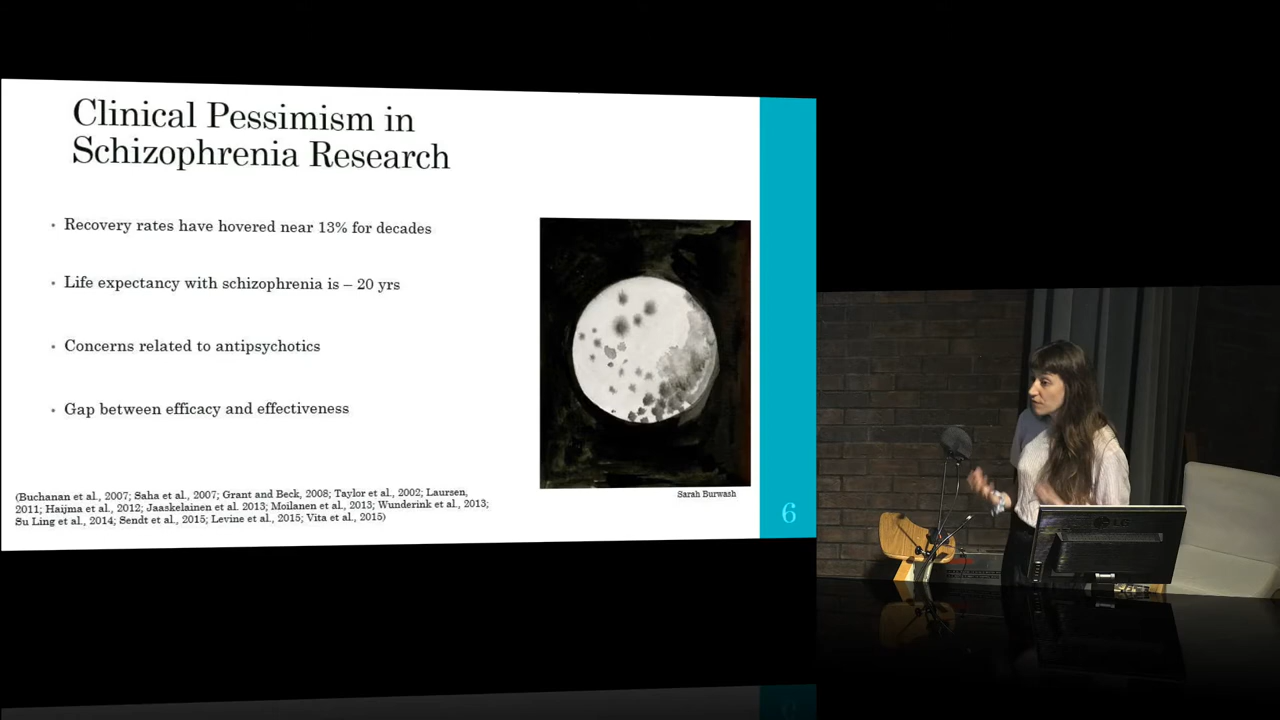 Clinical Pessimism in
Schizophrenia Research
• Recovery rates have hovered near 13% for decades
• Life expectancy with schizophrenia is – 20 yrs
• Concerns related to antipsychotics
• Gap between efficacy and effectiveness
(Buchanan et al., 2007; Saha et al., 2007; Grant and Beck, 2008; Taylor et al., 2002; Laursen,
2011; Haijma et al., 2012; Jaaskelainen et al. 2013; Moilanen et al., 2013; Wunderink et al., 2013;
Su Ling et al., 2014; Sendt et al., 2015; Levine et al., 2015; Vita et al., 2015)
Sarah Burwash
6
LG